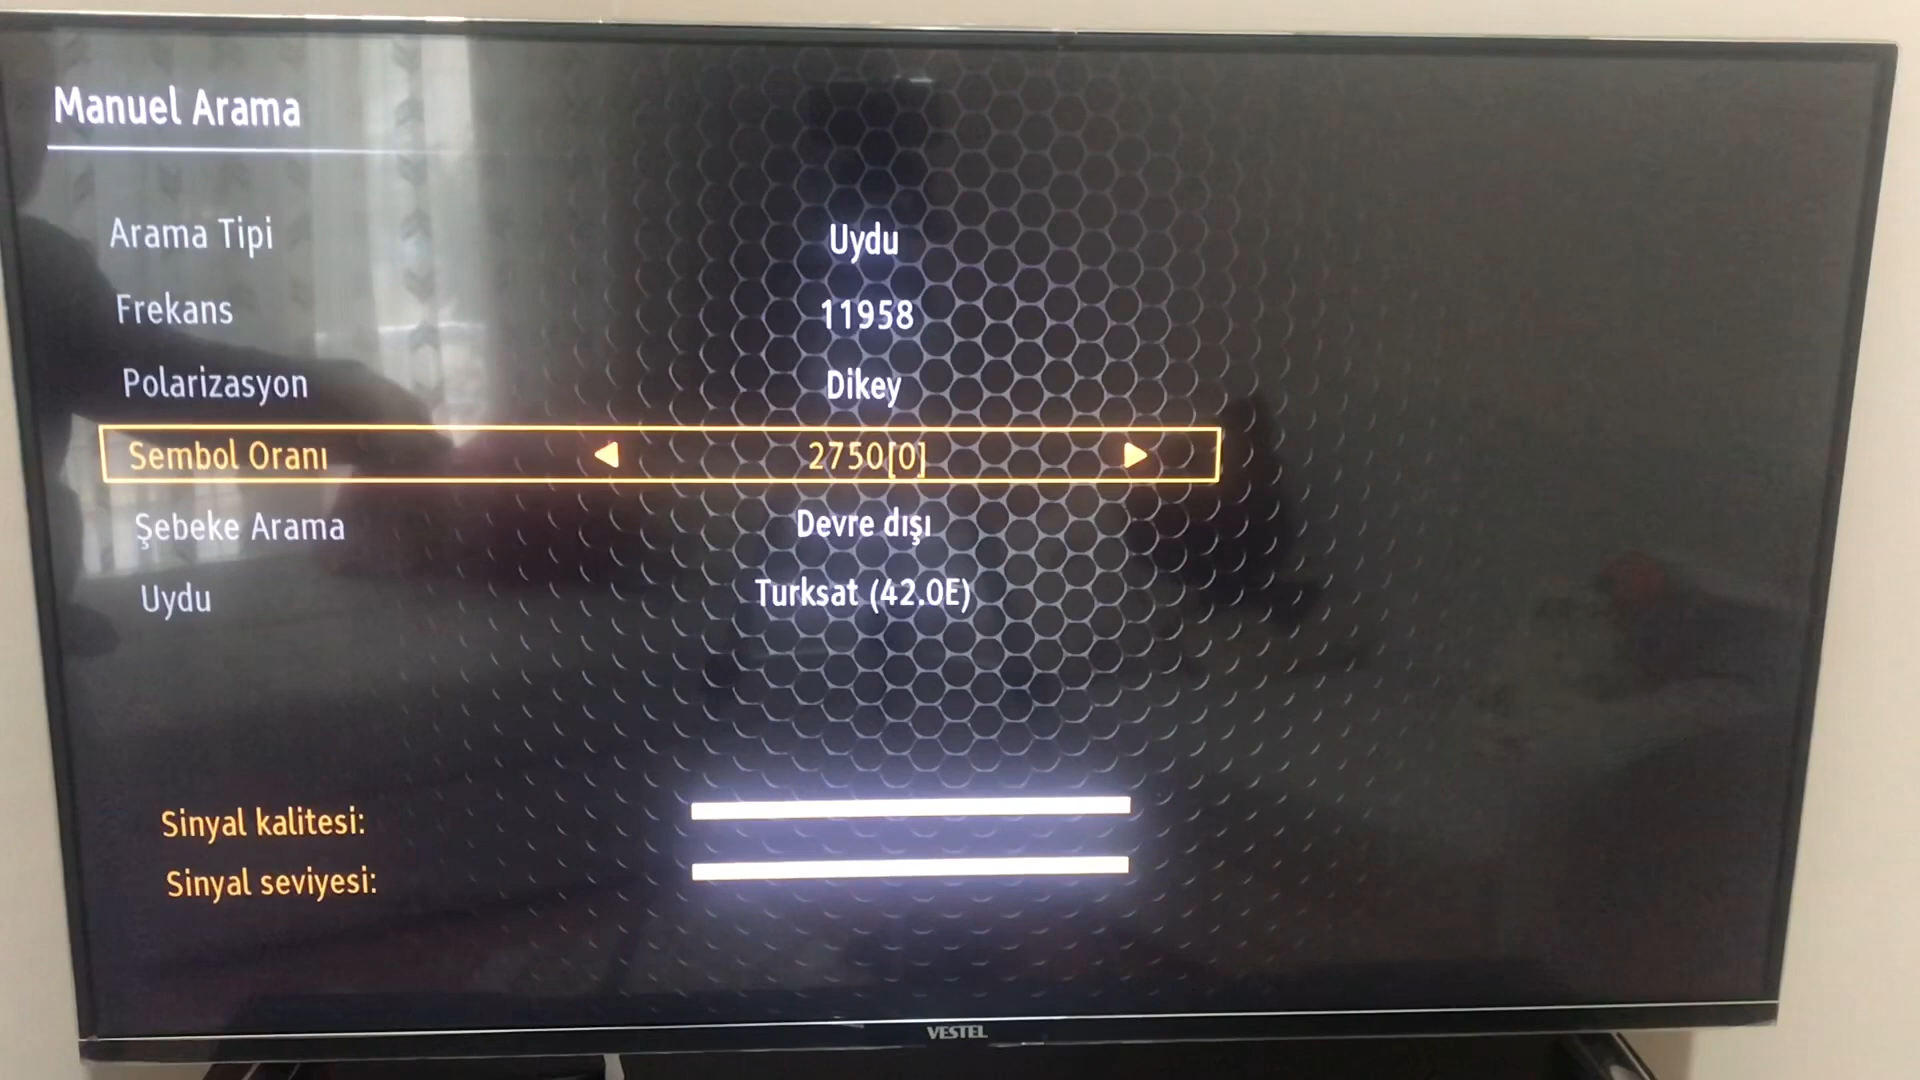 Manuel Arama
Arama Tipi Uydu
Frekans 11958
Polarizasyon Dikey
Sembol Oranı 2750[0]
Şebeke Arama Devre dışı
Uydu Turksat (42.0E)
Sinyal kalitesi:
Sinyal seviyesi:
VESTEL